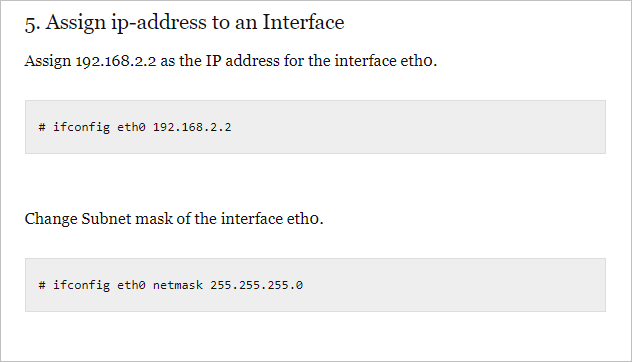 5. Assign ip-address to an Interface
Assign 192.168.2.2 as the IP address for the interface eth0.
# ifconfig eth0 192.168.2.2
Change Subnet mask of the interface eth0.
# ifconfig eth0 netmask 255.255.255.0